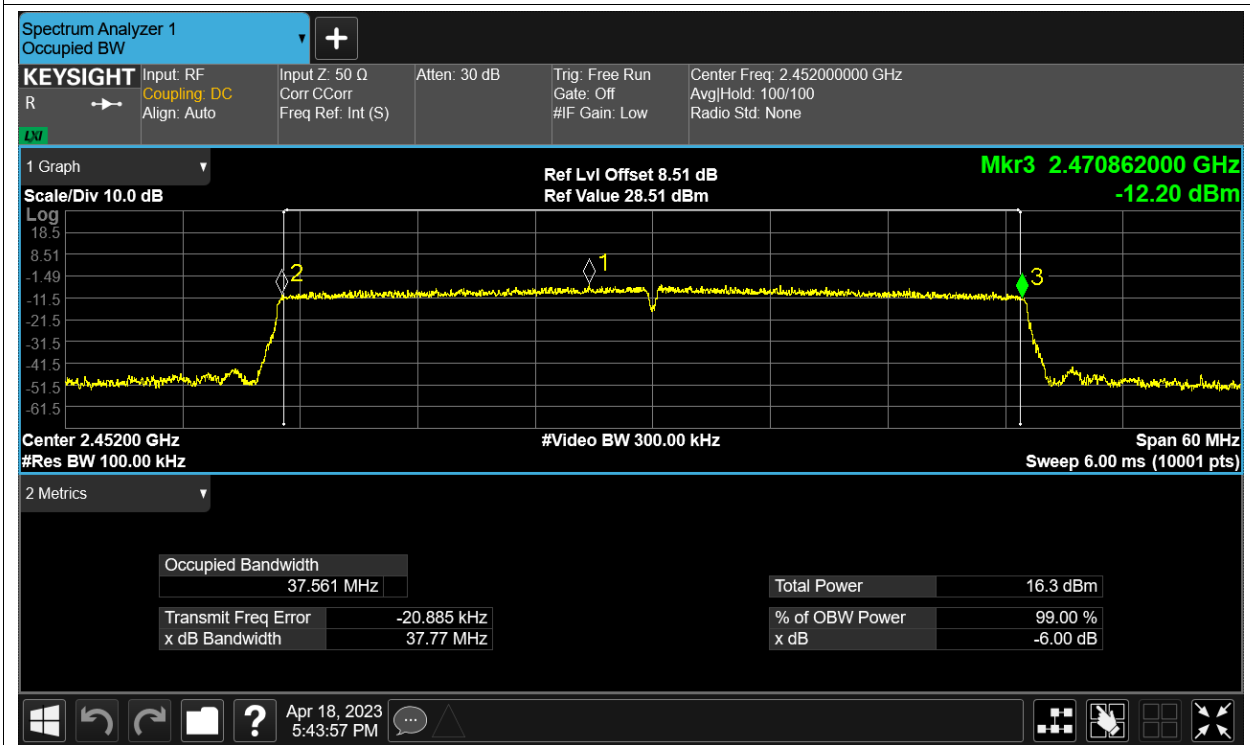 Spectrum Analyzer 1
Occupied BW
KEYSIGHT
R
LXI
Input: RF
Coupling: DC
Align: Auto
Input Z: 50 Ω
Corr CCorr
Freq Ref: Int (S)
Atten: 30 dB
Trig: Free Run
Gate: Off
#IF Gain: Low
Center Freq: 2.452000000 GHz
Avg|Hold: 100/100
Radio Std: None
1 Graph
Scale/Div 10.0 dB
Ref Lvl Offset 8.51 dB
Ref Value 28.51 dBm
Mkr3 2.470862000 GHz
-12.20 dBm
Log
18.5
8.51
-1.49
-11.5
-21.5
-31.5
-41.5
-51.5
-61.5
2
1
3
Center 2.45200 GHz
#Res BW 100.00 kHz
#Video BW 300.00 kHz
Span 60 MHz
Sweep 6.00 ms (10001 pts)
2 Metrics
Occupied Bandwidth
37.561 MHz
Transmit Freq Error -20.885 kHz
x dB Bandwidth 37.77 MHz
Total Power 16.3 dBm
% of OBW Power 99.00 %
x dB -6.00 dB
?
Apr 18, 2023
5:43:57 PM